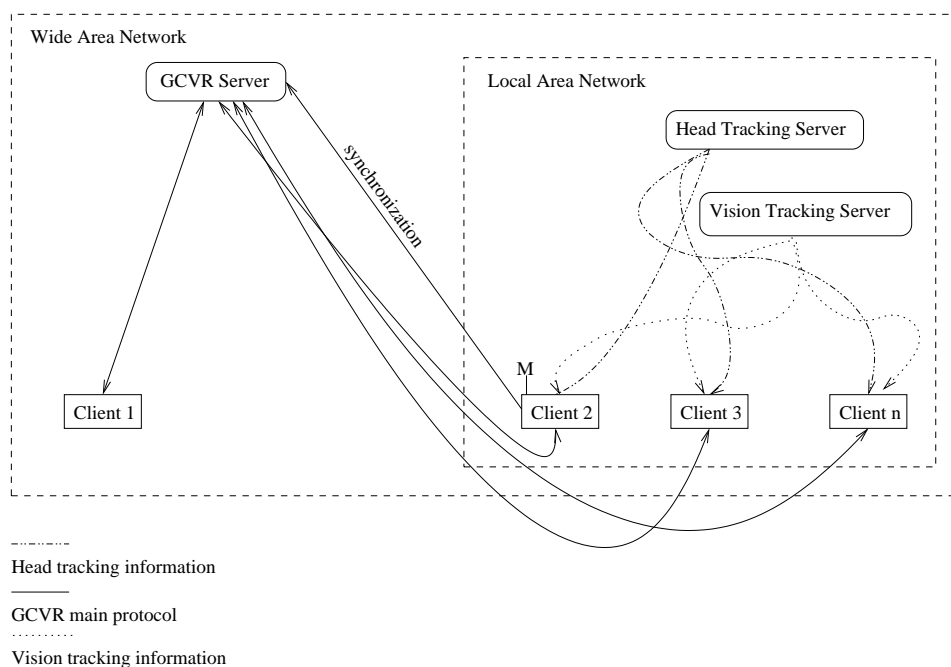 Wide Area Network
GCVR Server
Local Area Network
Head Tracking Server
synchronization
Vision Tracking Server
M
Client 1
Client 2
Client 3
Client n
Head tracking information
GCVR main protocol
Vision tracking information